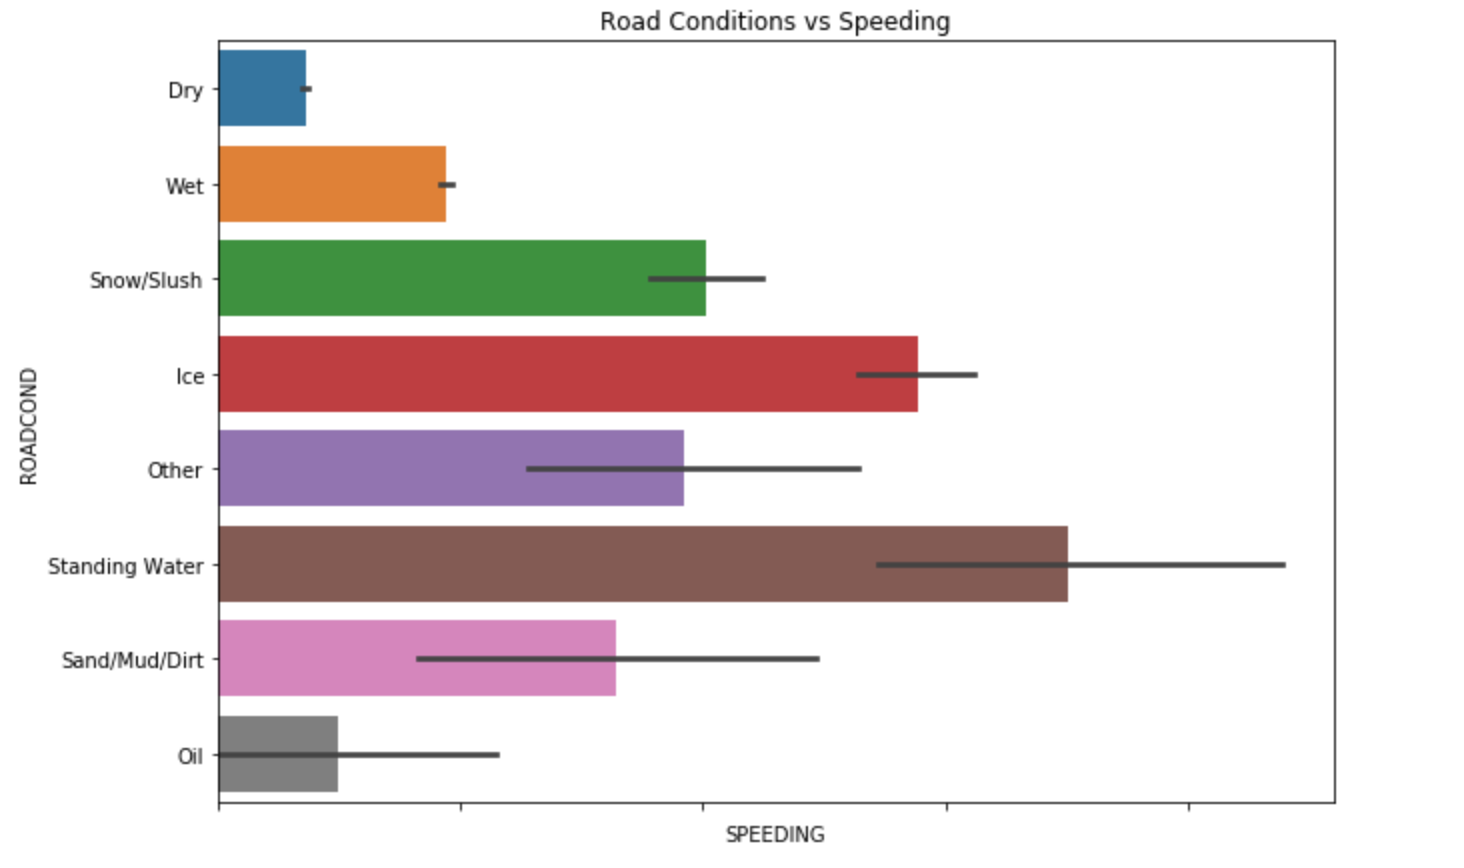 Road Conditions vs Speeding
Dry
Wet
Snow/Slush
Ice
Other
Standing Water
Sand/Mud/Dirt
Oil
ROADCOND
SPEEDING